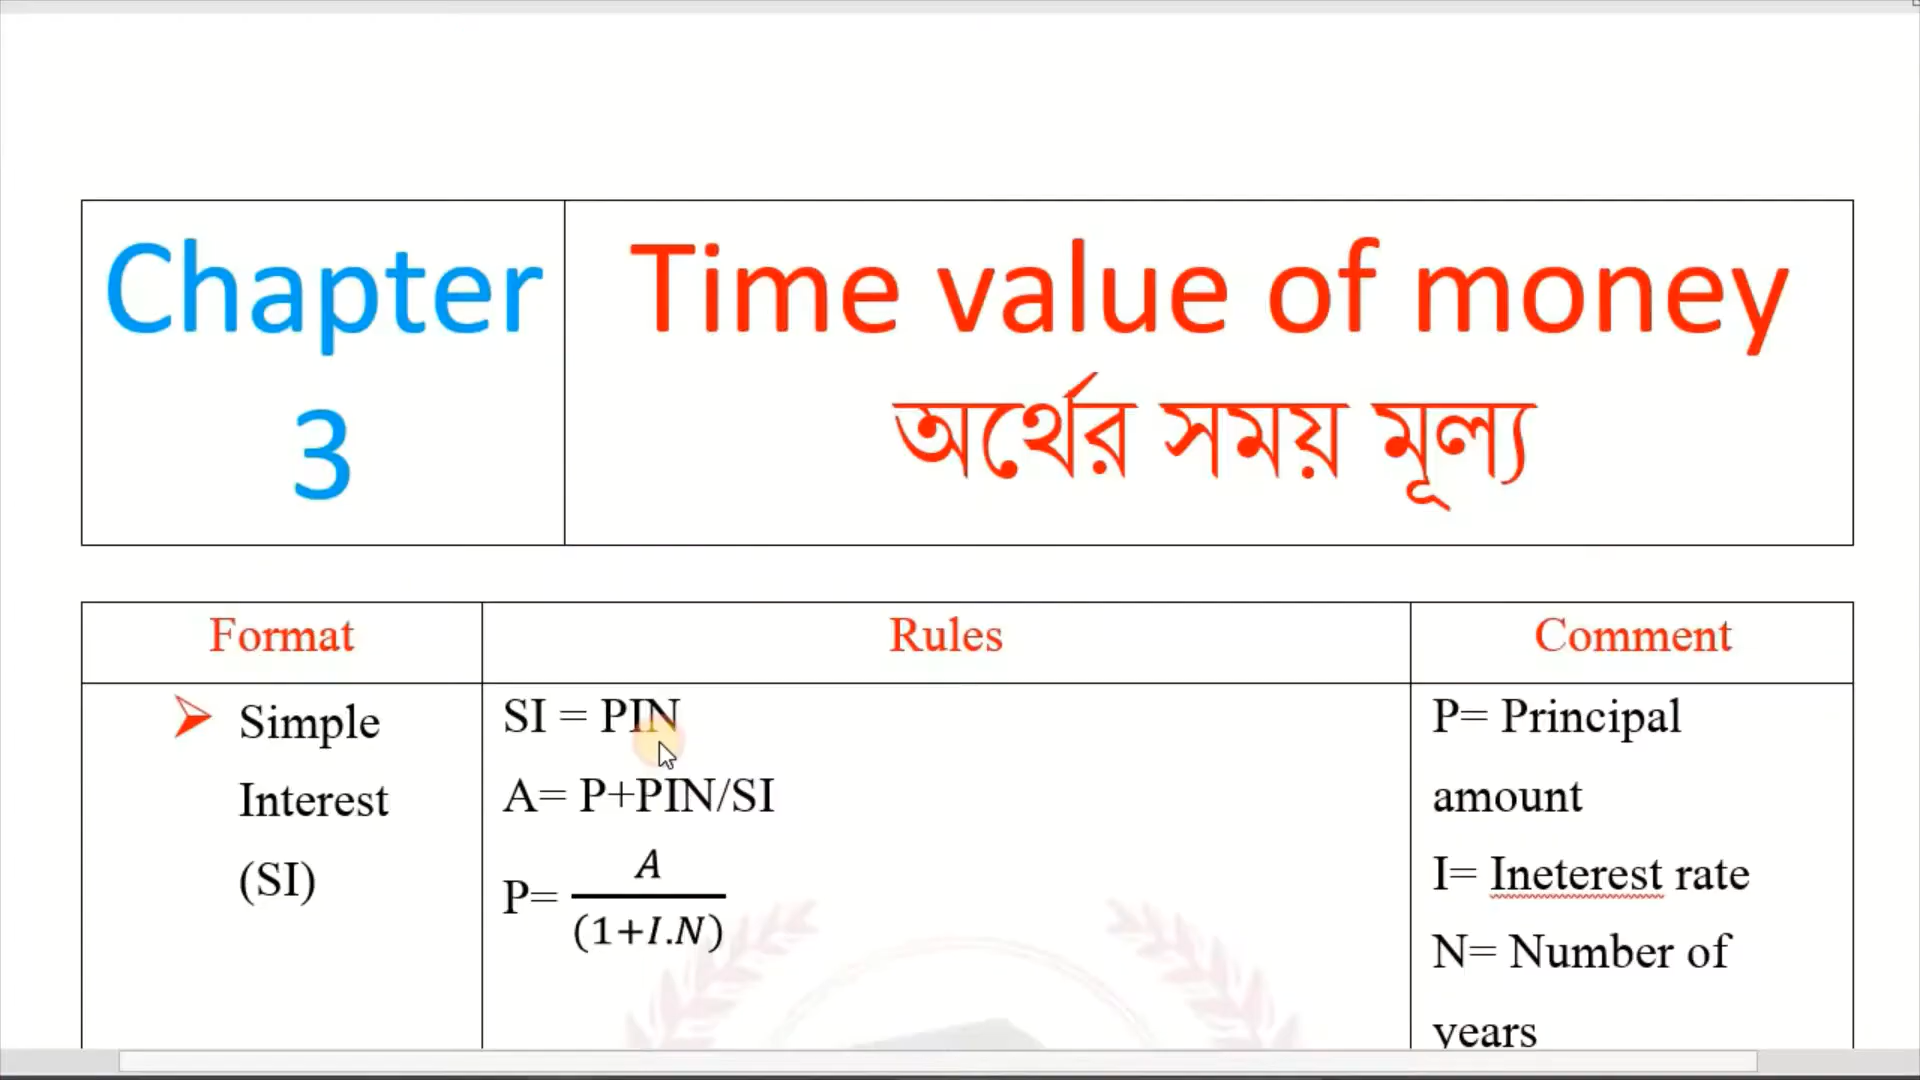 Chapter
3
Time value of money
অর্থের সময় মূল্য
Format
Rules
Comment
Simple
Interest
(SI)
SI = PIN
A= P+PIN/SI
P= A/(1+I.N)
P= Principal
amount
I= Ineterest rate
N= Number of
years